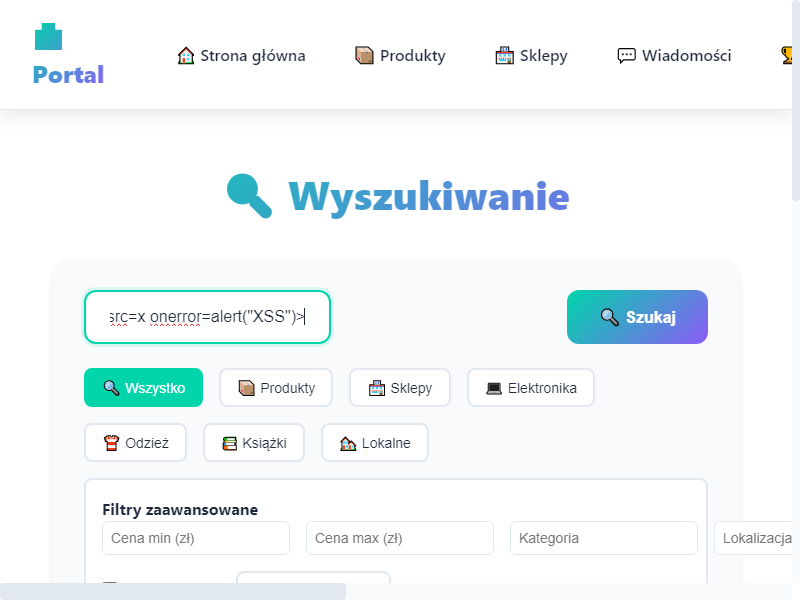 Portal
Strona główna
Produkty
Sklepy
Wiadomości
Wyszukiwanie
src=x onerror=alert("XSS")>
Szukaj
Wszystko
Produkty
Sklepy
Elektronika
Odzież
Książki
Lokalne
Filtry zaawansowane
Cena min (zł)
Cena max (zł)
Kategoria
Lokalizacja